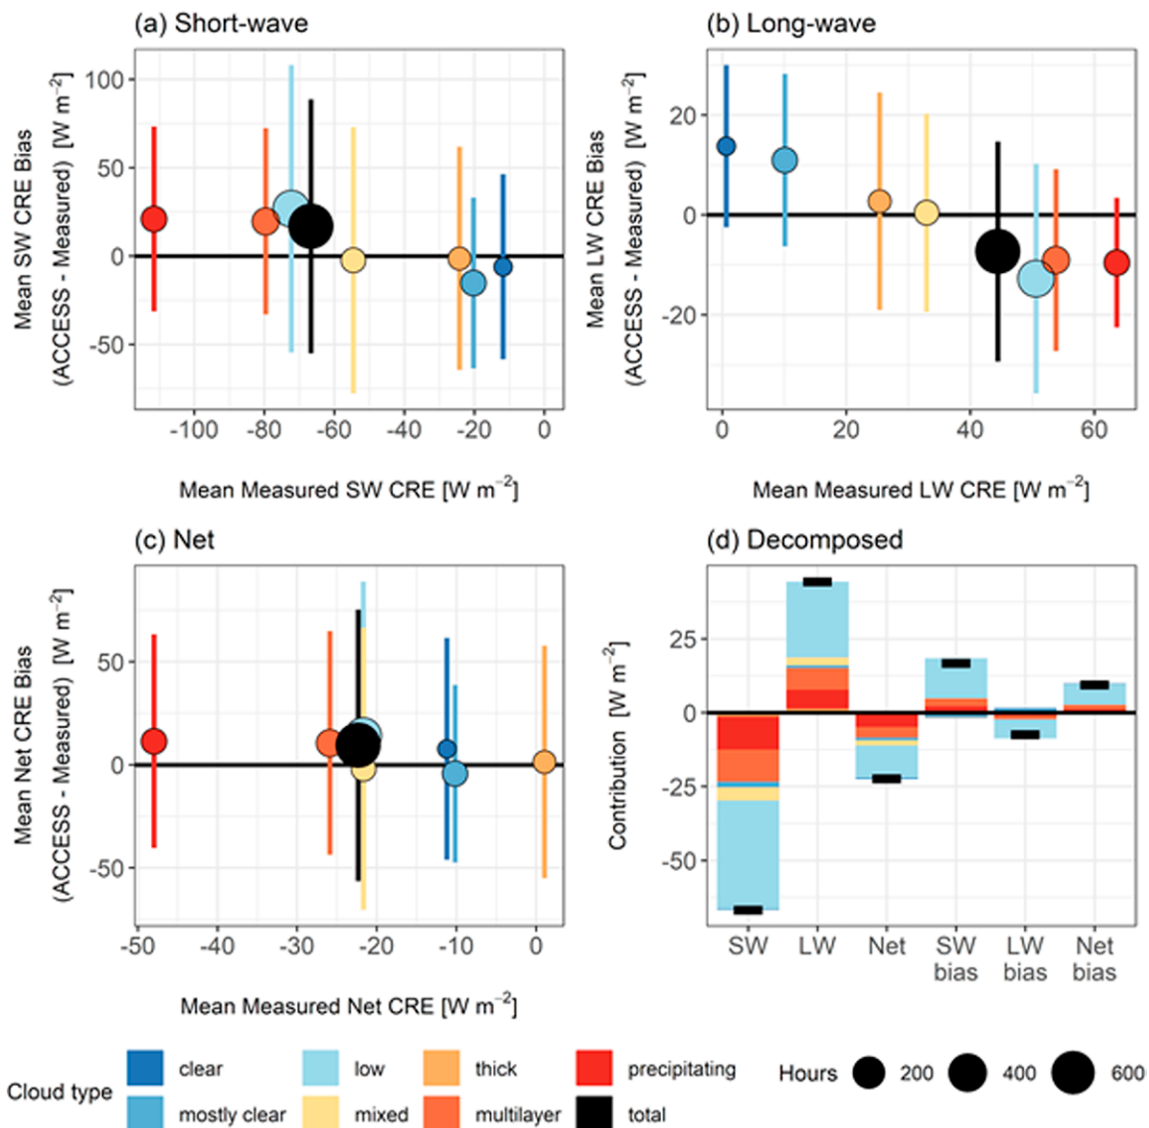 (a) Short-wave
Mean SW CRE Bias
(ACCESS - Measured) [W m⁻²]
100
50
0
-50
-100
-80
-60
-40
-20
0
Mean Measured SW CRE [W m⁻²]
(b) Long-wave
Mean LW CRE Bias
(ACCESS - Measured) [W m⁻²]
20
0
-20
0
20
40
60
Mean Measured LW CRE [W m⁻²]
(c) Net
Mean Net CRE Bias
(ACCESS - Measured) [W m⁻²]
50
0
-50
-50
-40
-30
-20
-10
0
Mean Measured Net CRE [W m⁻²]
(d) Decomposed
Contribution [W m⁻²]
25
0
-25
-50
SW
LW
Net
SW
bias
LW
bias
Net
bias
Cloud type
clear
low
thick
precipitating
mostly clear
mixed
multilayer
total
Hours
200
400
600